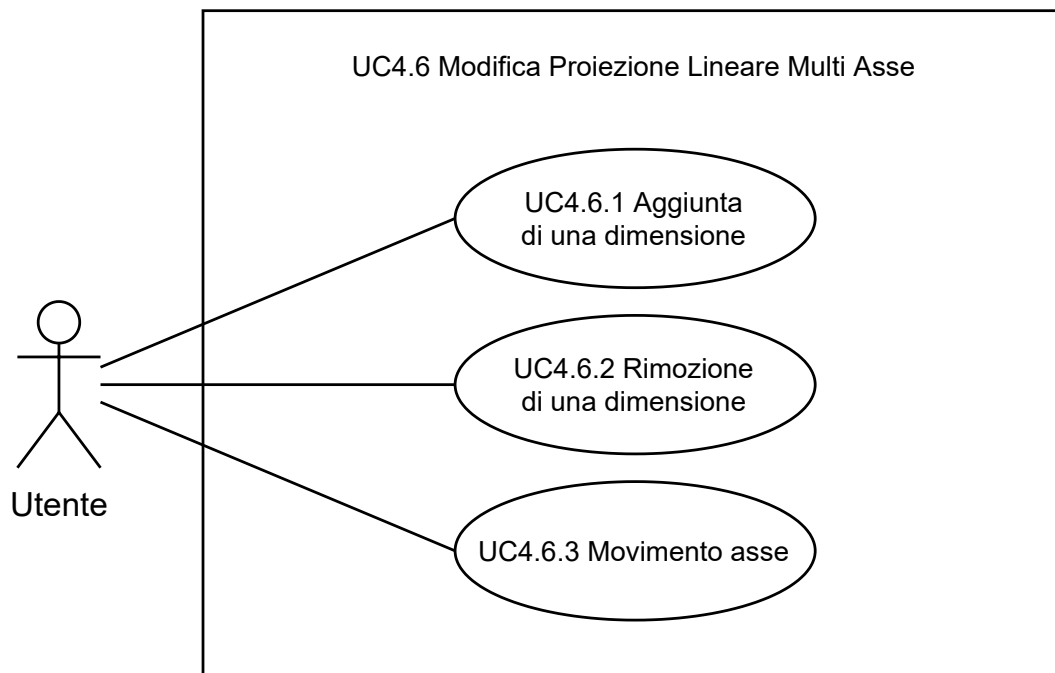 UC4.6 Modifica Proiezione Lineare Multi Asse
UC4.6.1 Aggiunta
di una dimensione
UC4.6.2 Rimozione
di una dimensione
Utente
UC4.6.3 Movimento asse